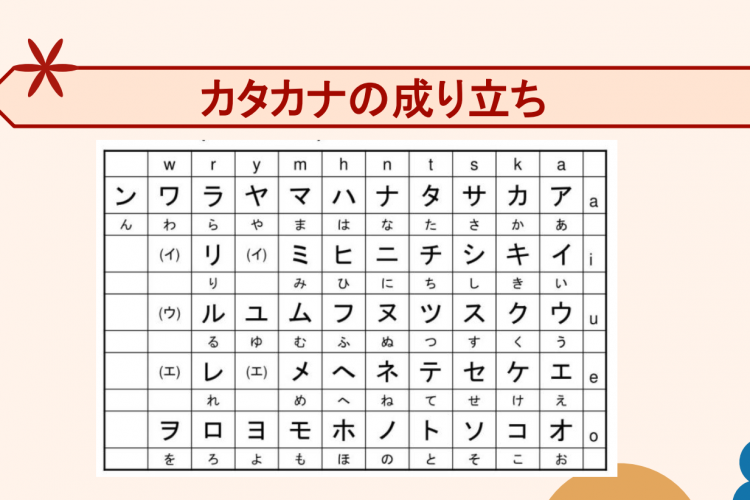 カタカナの成り立ち
w r y m h n t s k a
ン ワ ラ ヤ マ ハ ナ タ サ カ ア a
ん わ ら や ま は な た さ か あ
(イ) リ (イ) ミ ヒ ニ チ シ キ イ i
り み ひ に ち し き い
(ウ) ル ユ ム フ ヌ ツ ス ク ウ u
る ゆ む ふ ぬ つ す く う
(エ) レ (エ) メ ヘ ネ テ セ ケ エ e
れ め へ ね て せ け え
ヲ ロ ヨ モ ホ ノ ト ソ コ オ o
を ろ よ も ほ の と そ こ お